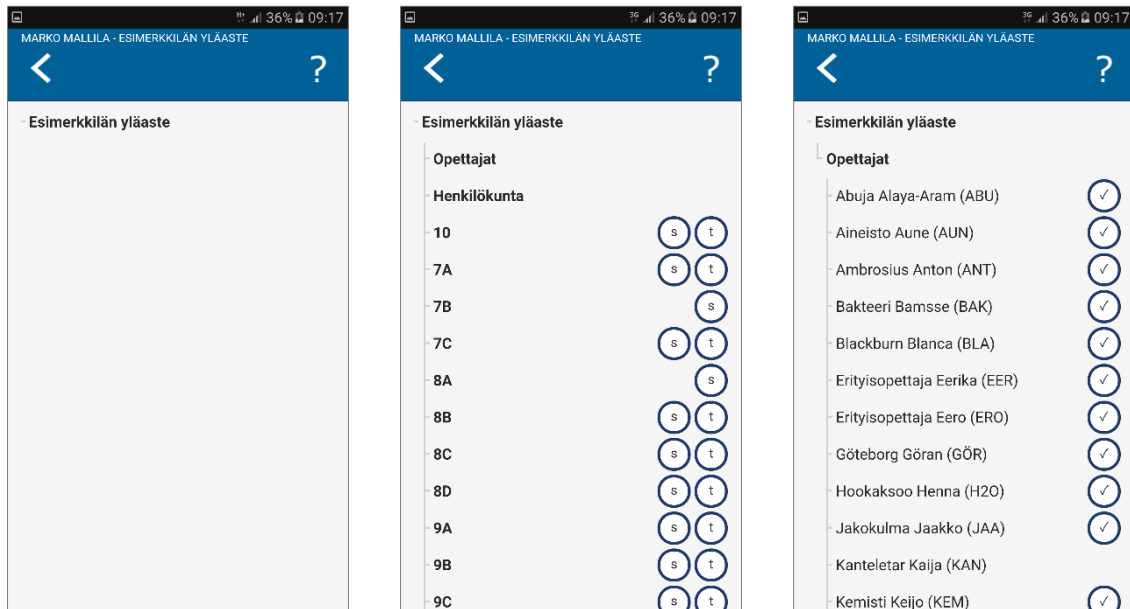 H+ 36% 09:17
MARKO MALLILA - ESIMERKKILÄN YLÄASTE
?
Esimerkkilän yläaste
3G 36% 09:17
MARKO MALLILA - ESIMERKKILÄN YLÄASTE
?
Esimerkkilän yläaste
Opettajat
Henkilökunta
10 s t
7A s t
7B s
7C s t
8A s
8B s t
8C s t
8D s t
9A s t
9B s t
9C s t
3G 36% 09:17
MARKO MALLILA - ESIMERKKILÄN YLÄASTE
?
Esimerkkilän yläaste
Opettajat
Abuja Alaya-Aram (ABU)
Aineisto Aune (AUN)
Ambrosius Anton (ANT)
Bakteeri Bamsse (BAK)
Blackburn Blanca (BLA)
Erityisopettaja Eerika (EER)
Erityisopettaja Eero (ERO)
Göteborg Göran (GÖR)
Hookaksoo Henna (H2O)
Jakokulma Jaakko (JAA)
Kanteletar Kaija (KAN)
Kemisti Keijo (KEM)